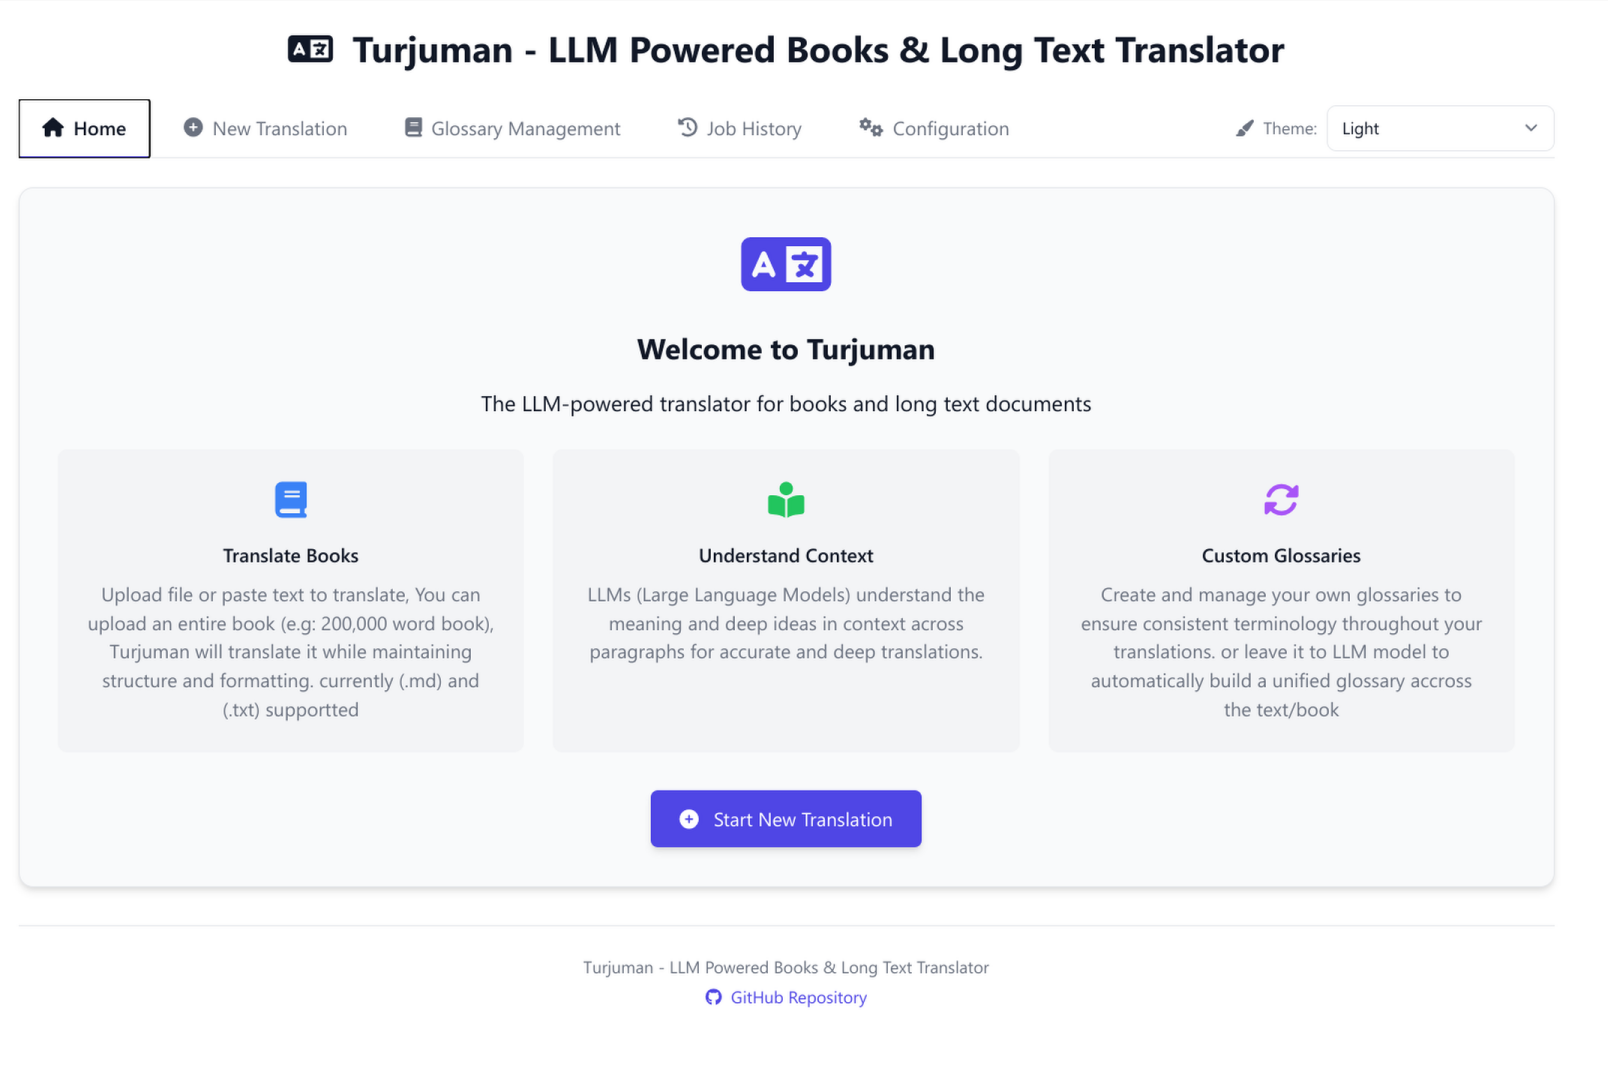 A 文 Turjuman - LLM Powered Books & Long Text Translator
Home
New Translation
Glossary Management
Job History
Configuration
Theme:
Light
A 文
Welcome to Turjuman
The LLM-powered translator for books and long text documents
Translate Books
Upload file or paste text to translate, You can
upload an entire book (e.g: 200,000 word book),
Turjuman will translate it while maintaining
structure and formatting. currently (.md) and
(.txt) supportted
Understand Context
LLMs (Large Language Models) understand the
meaning and deep ideas in context across
paragraphs for accurate and deep translations.
Custom Glossaries
Create and manage your own glossaries to
ensure consistent terminology throughout your
translations. or leave it to LLM model to
automatically build a unified glossary accross
the text/book
Start New Translation
Turjuman - LLM Powered Books & Long Text Translator
GitHub Repository